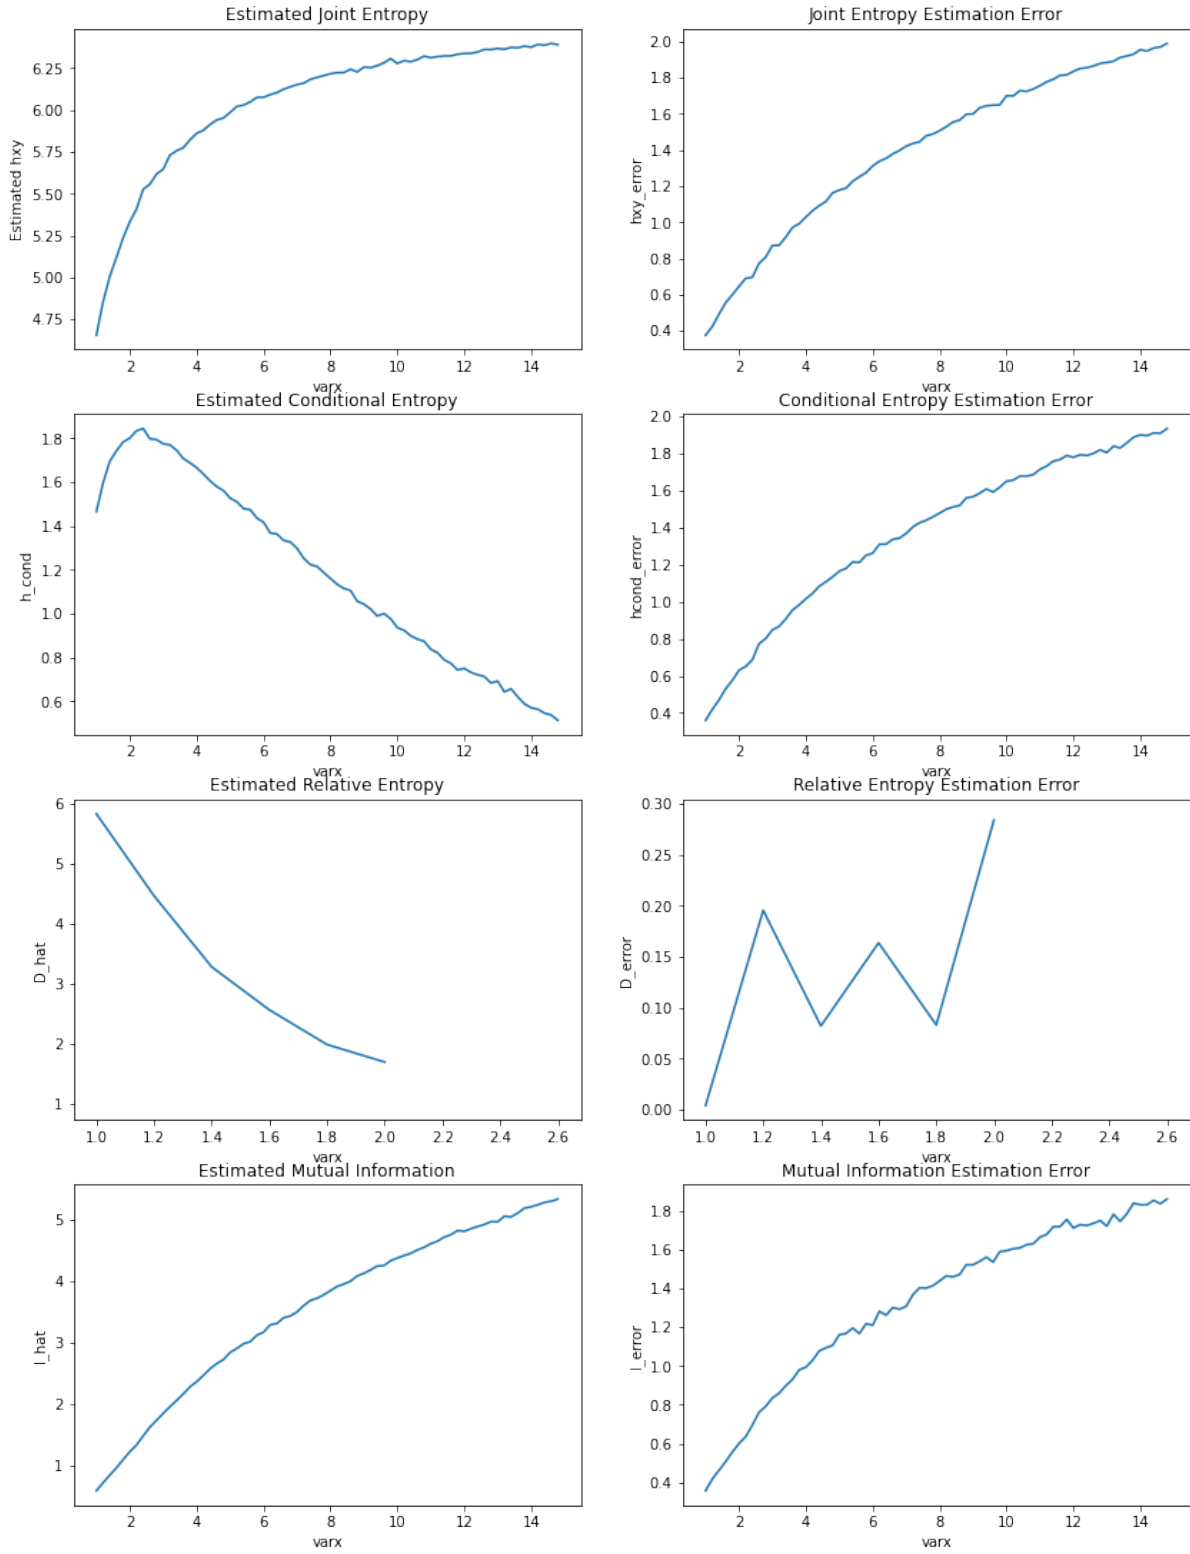 Estimated Joint Entropy
Estimated hxy
6.25
6.00
5.75
5.50
5.25
5.00
4.75
2 4 6 8 10 12 14
varx
Joint Entropy Estimation Error
hxy_error
2.0
1.8
1.6
1.4
1.2
1.0
0.8
0.6
0.4
2 4 6 8 10 12 14
varx
Estimated Conditional Entropy
h_cond
1.8
1.6
1.4
1.2
1.0
0.8
0.6
2 4 6 8 10 12 14
varx
Conditional Entropy Estimation Error
hcond_error
2.0
1.8
1.6
1.4
1.2
1.0
0.8
0.6
0.4
2 4 6 8 10 12 14
varx
Estimated Relative Entropy
D_hat
6
5
4
3
2
1
1.0 1.2 1.4 1.6 1.8 2.0 2.2 2.4 2.6
varx
Relative Entropy Estimation Error
D_error
0.30
0.25
0.20
0.15
0.10
0.05
0.00
1.0 1.2 1.4 1.6 1.8 2.0 2.2 2.4 2.6
varx
Estimated Mutual Information
I_hat
5
4
3
2
1
2 4 6 8 10 12 14
varx
Mutual Information Estimation Error
I_error
1.8
1.6
1.4
1.2
1.0
0.8
0.6
0.4
2 4 6 8 10 12 14
varx